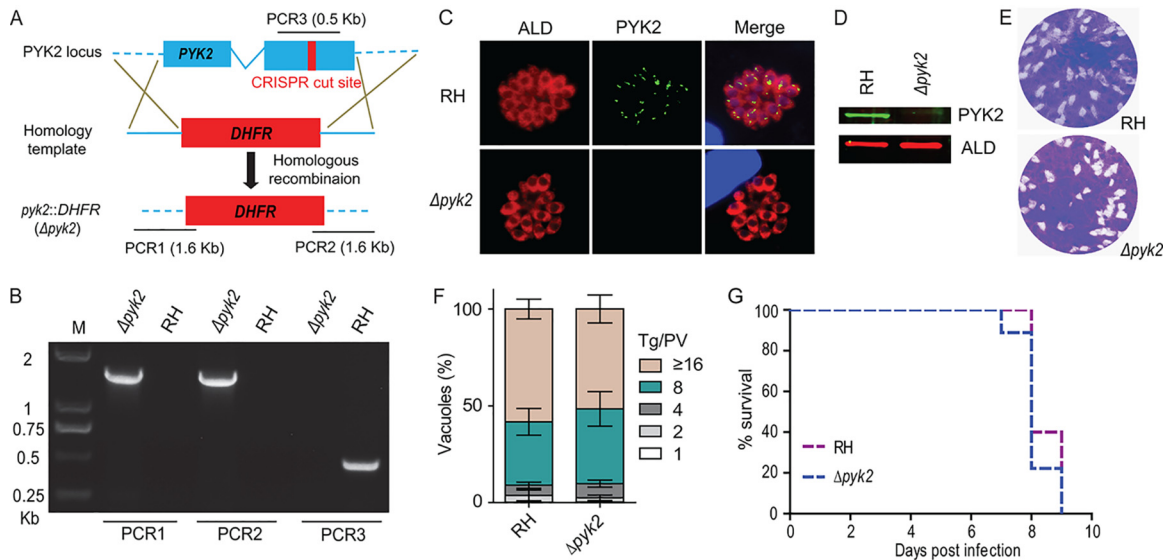 A
PCR3 (0.5 Kb)
PYK2 locus
PYK2
CRISPR cut site
Homology
template
DHFR
Homologous
recombinaion
pyk2::DHFR
(Δpyk2)
DHFR
PCR1 (1.6 Kb)
PCR2 (1.6 Kb)
B
M
Δpyk2
RH
Δpyk2
RH
Δpyk2
RH
2
1
0.75
0.5
0.25
Kb
PCR1
PCR2
PCR3
C
ALD
PYK2
Merge
RH
Δpyk2
D
RH
Δpyk2
PYK2
ALD
E
RH
Δpyk2
F
100
50
0
Vacuoles (%)
RH
Δpyk2
Tg/PV
≥16
8
4
2
1
G
100
80
60
40
20
0
% survival
RH
Δpyk2
0
2
4
6
8
10
Days post infection